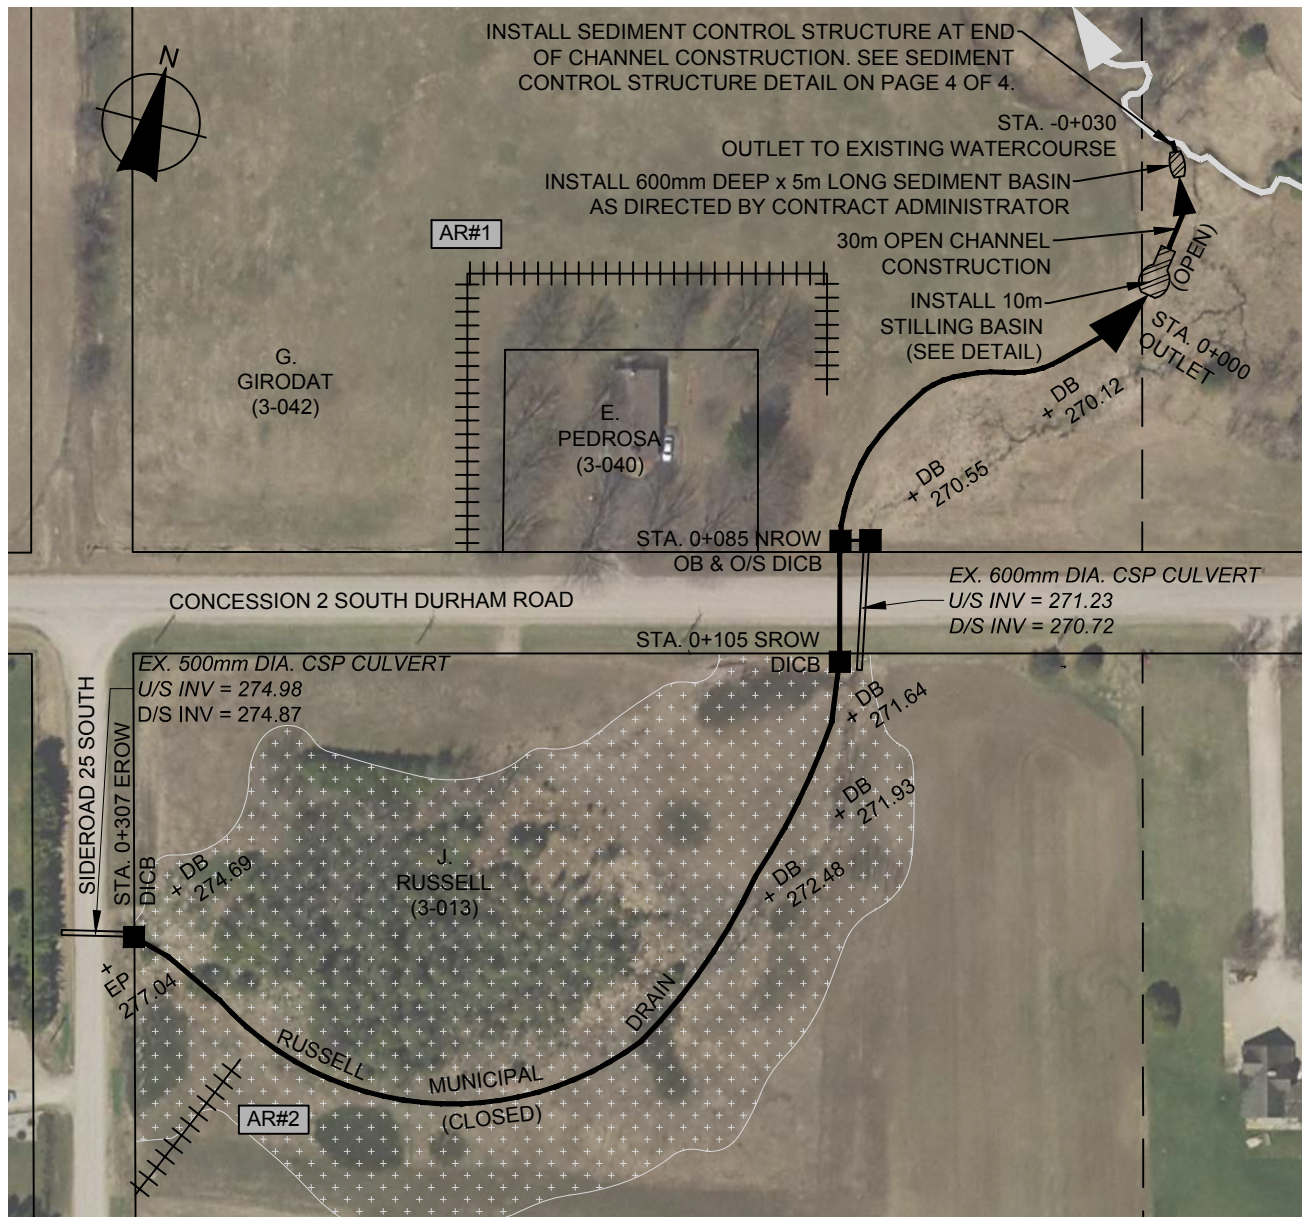 INSTALL SEDIMENT CONTROL STRUCTURE AT END
OF CHANNEL CONSTRUCTION. SEE SEDIMENT
CONTROL STRUCTURE DETAIL ON PAGE 4 OF 4.
N
STA. -0+030
OUTLET TO EXISTING WATERCOURSE
INSTALL 600mm DEEP x 5m LONG SEDIMENT BASIN
AS DIRECTED BY CONTRACT ADMINISTRATOR
AR#1
30m OPEN CHANNEL
CONSTRUCTION
(OPEN)
INSTALL 10m
STILLING BASIN
(SEE DETAIL)
STA. 0+000
OUTLET
G.
GIRODAT
(3-042)
E.
PEDROSA
(3-040)
+ DB
270.12
+ DB
270.55
STA. 0+085 NROW
OB & O/S DICB
EX. 600mm DIA. CSP CULVERT
U/S INV = 271.23
D/S INV = 270.72
CONCESSION 2 SOUTH DURHAM ROAD
STA. 0+105 SROW
DICB
EX. 500mm DIA. CSP CULVERT
U/S INV = 274.98
D/S INV = 274.87
SIDEROAD 25 SOUTH
STA. 0+307 EROW
DICB
+ DB
271.64
+ DB
271.93
+ DB
274.69
J.
RUSSELL
(3-013)
+ DB
272.48
+
EP
277.04
RUSSELL
MUNICIPAL
DRAIN
(CLOSED)
AR#2